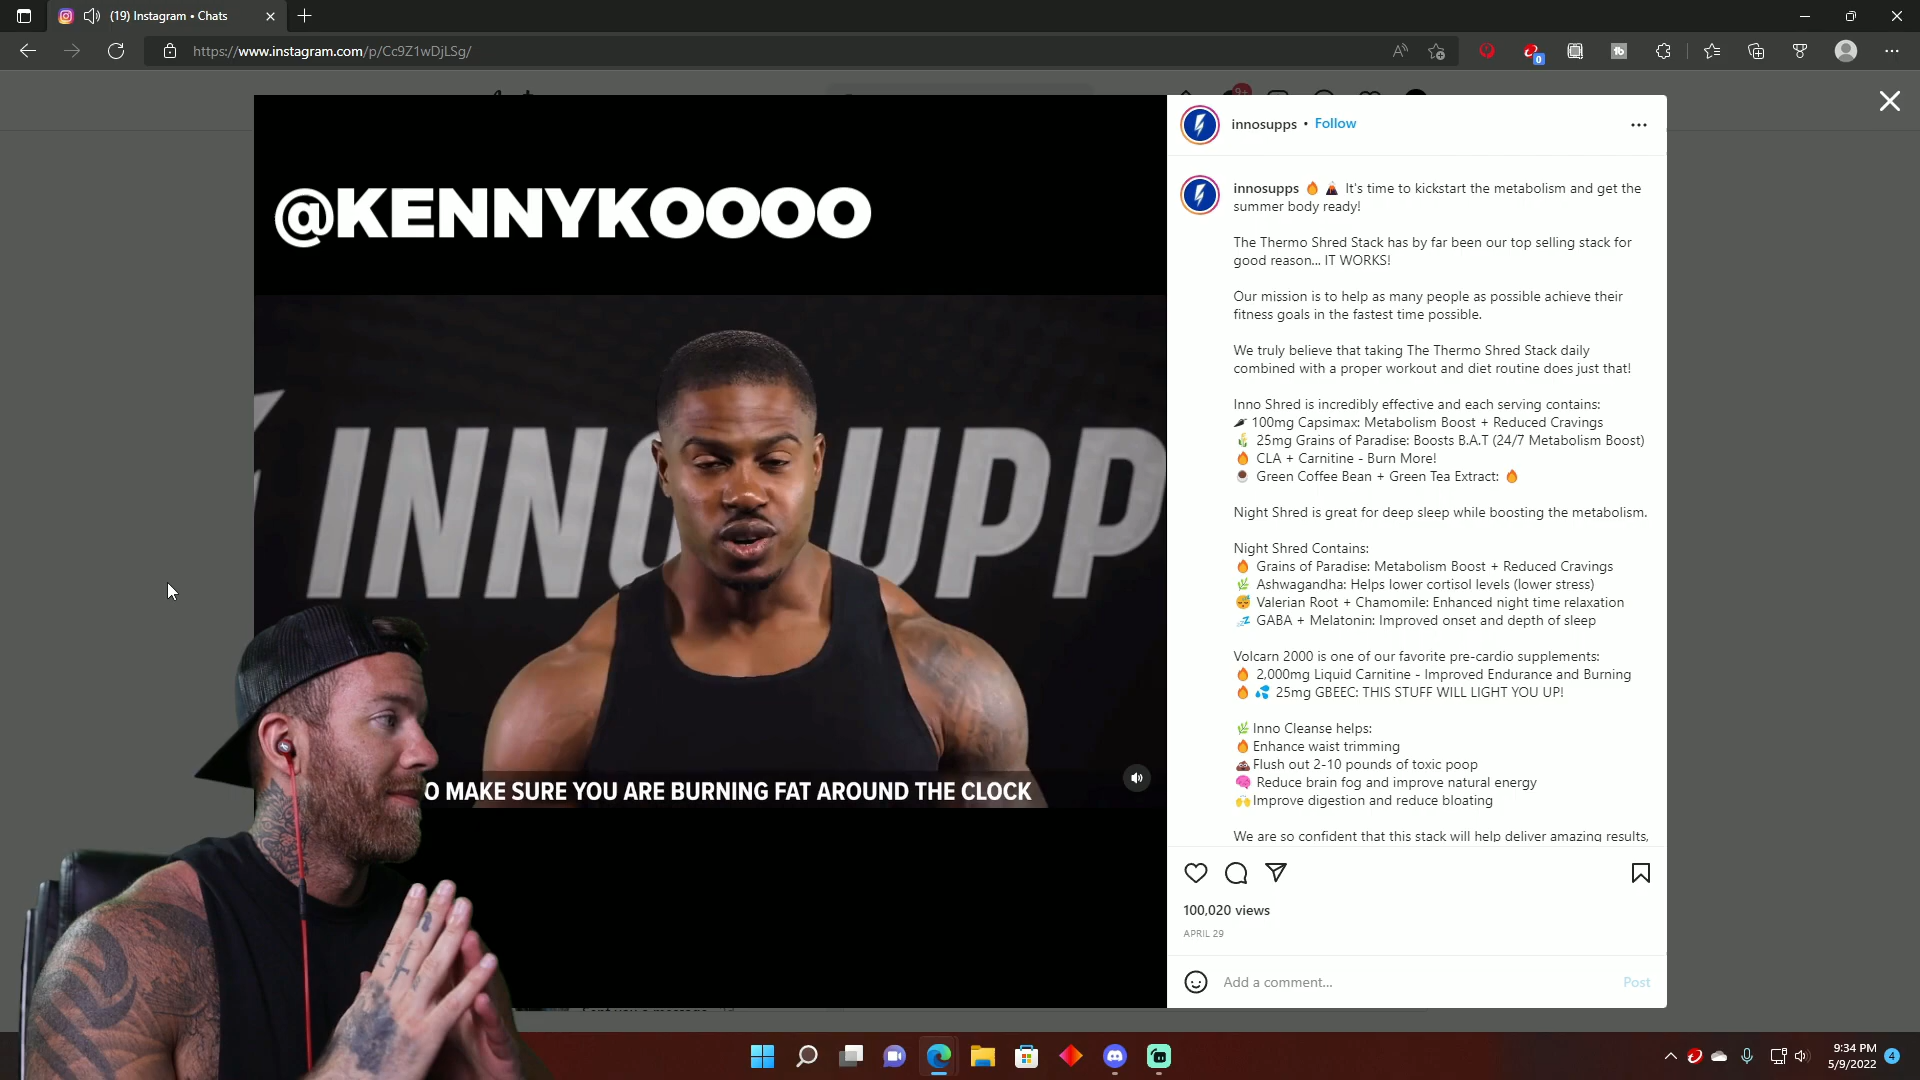 (19) Instagram • Chats
https://www.instagram.com/p/Cc9Z1wDjLSg/
9+
@KENNYKOOOO
INNOSUPP
O MAKE SURE YOU ARE BURNING FAT AROUND THE CLOCK
innosupps • Follow
innosupps 🔥 🌋 It's time to kickstart the metabolism and get the
summer body ready!
The Thermo Shred Stack has by far been our top selling stack for
good reason... IT WORKS!
Our mission is to help as many people as possible achieve their
fitness goals in the fastest time possible.
We truly believe that taking The Thermo Shred Stack daily
combined with a proper workout and diet routine does just that!
Inno Shred is incredibly effective and each serving contains:
🌶 100mg Capsimax: Metabolism Boost + Reduced Cravings
🌾 25mg Grains of Paradise: Boosts B.A.T (24/7 Metabolism Boost)
🔥 CLA + Carnitine - Burn More!
☕ Green Coffee Bean + Green Tea Extract: 🔥
Night Shred is great for deep sleep while boosting the metabolism.
Night Shred Contains:
🔥 Grains of Paradise: Metabolism Boost + Reduced Cravings
🌿 Ashwagandha: Helps lower cortisol levels (lower stress)
😴 Valerian Root + Chamomile: Enhanced night time relaxation
💤 GABA + Melatonin: Improved onset and depth of sleep
Volcarn 2000 is one of our favorite pre-cardio supplements:
🔥 2,000mg Liquid Carnitine - Improved Endurance and Burning
🔥 💦 25mg GBEEC: THIS STUFF WILL LIGHT YOU UP!
🌿 Inno Cleanse helps:
🔥 Enhance waist trimming
💩 Flush out 2-10 pounds of toxic poop
🧠 Reduce brain fog and improve natural energy
🙌 Improve digestion and reduce bloating
We are so confident that this stack will help deliver amazing results,
100,020 views
APRIL 29
Add a comment...
Post
9:34 PM
5/9/2022
4